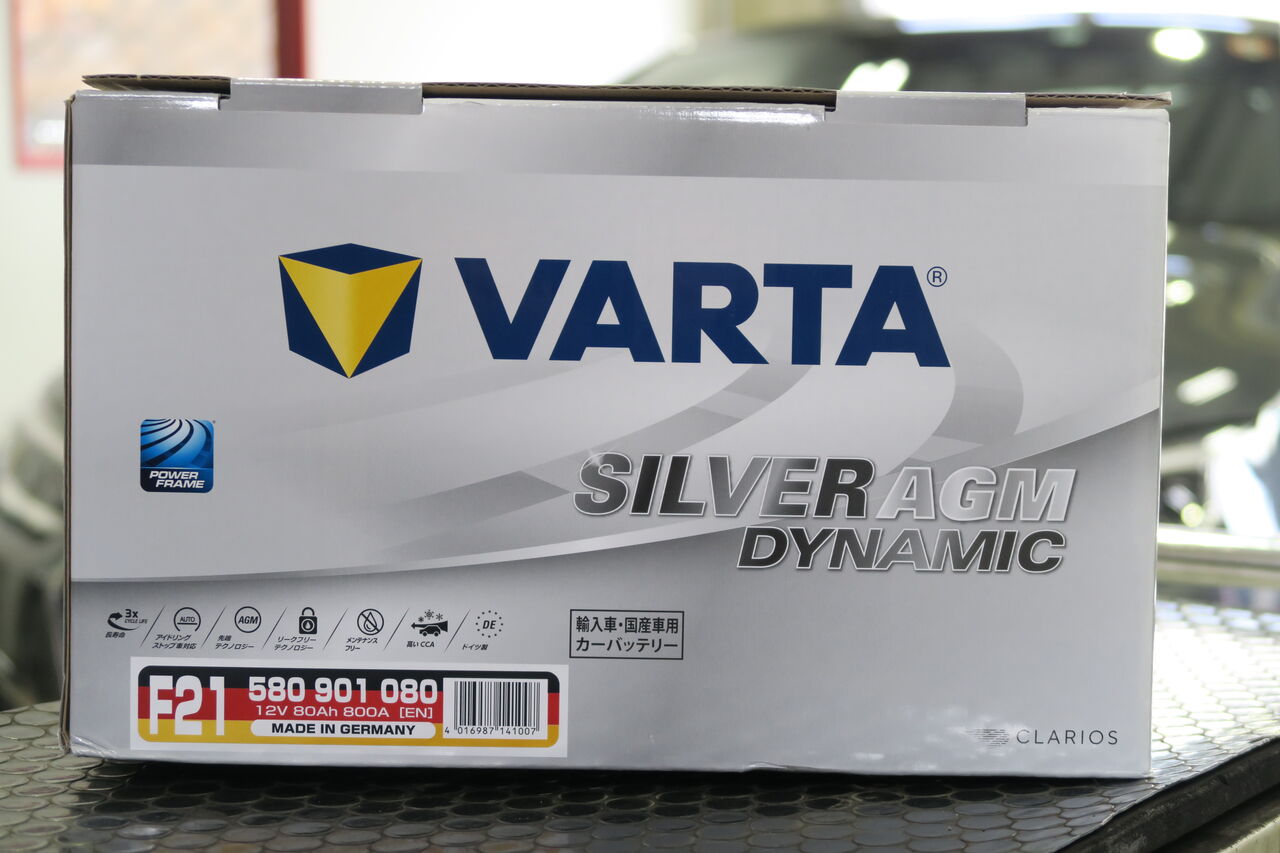 VARTA®
POWER
FRAME
SILVER AGM
DYNAMIC
3x
CYCLE LIFE
長寿命
AUTO
アイドリング
ストップ車対応
AGM
先端
テクノロジー
リークフリー
テクノロジー
メンテナンス
フリー
高いCCA
DE
ドイツ製
輸入車・国産車用
カーバッテリー
F21
580 901 080
12V 80Ah 800A [EN]
MADE IN GERMANY
4 016987 141007
CLARIOS